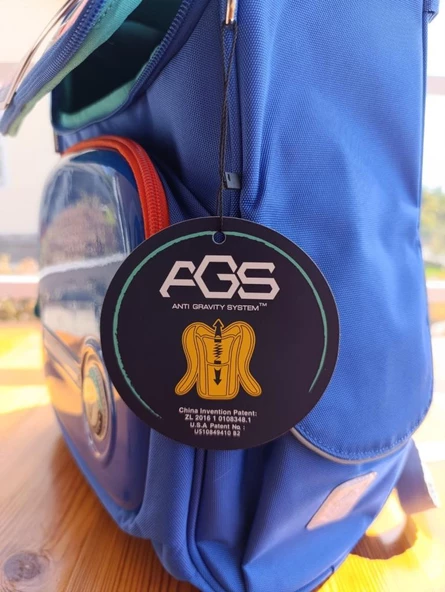 AGS
ANTI GRAVITY SYSTEM™
China Invention Patent:
ZL 2016 1 0108348.1
U.S.A Patent No :
US10849410 B2